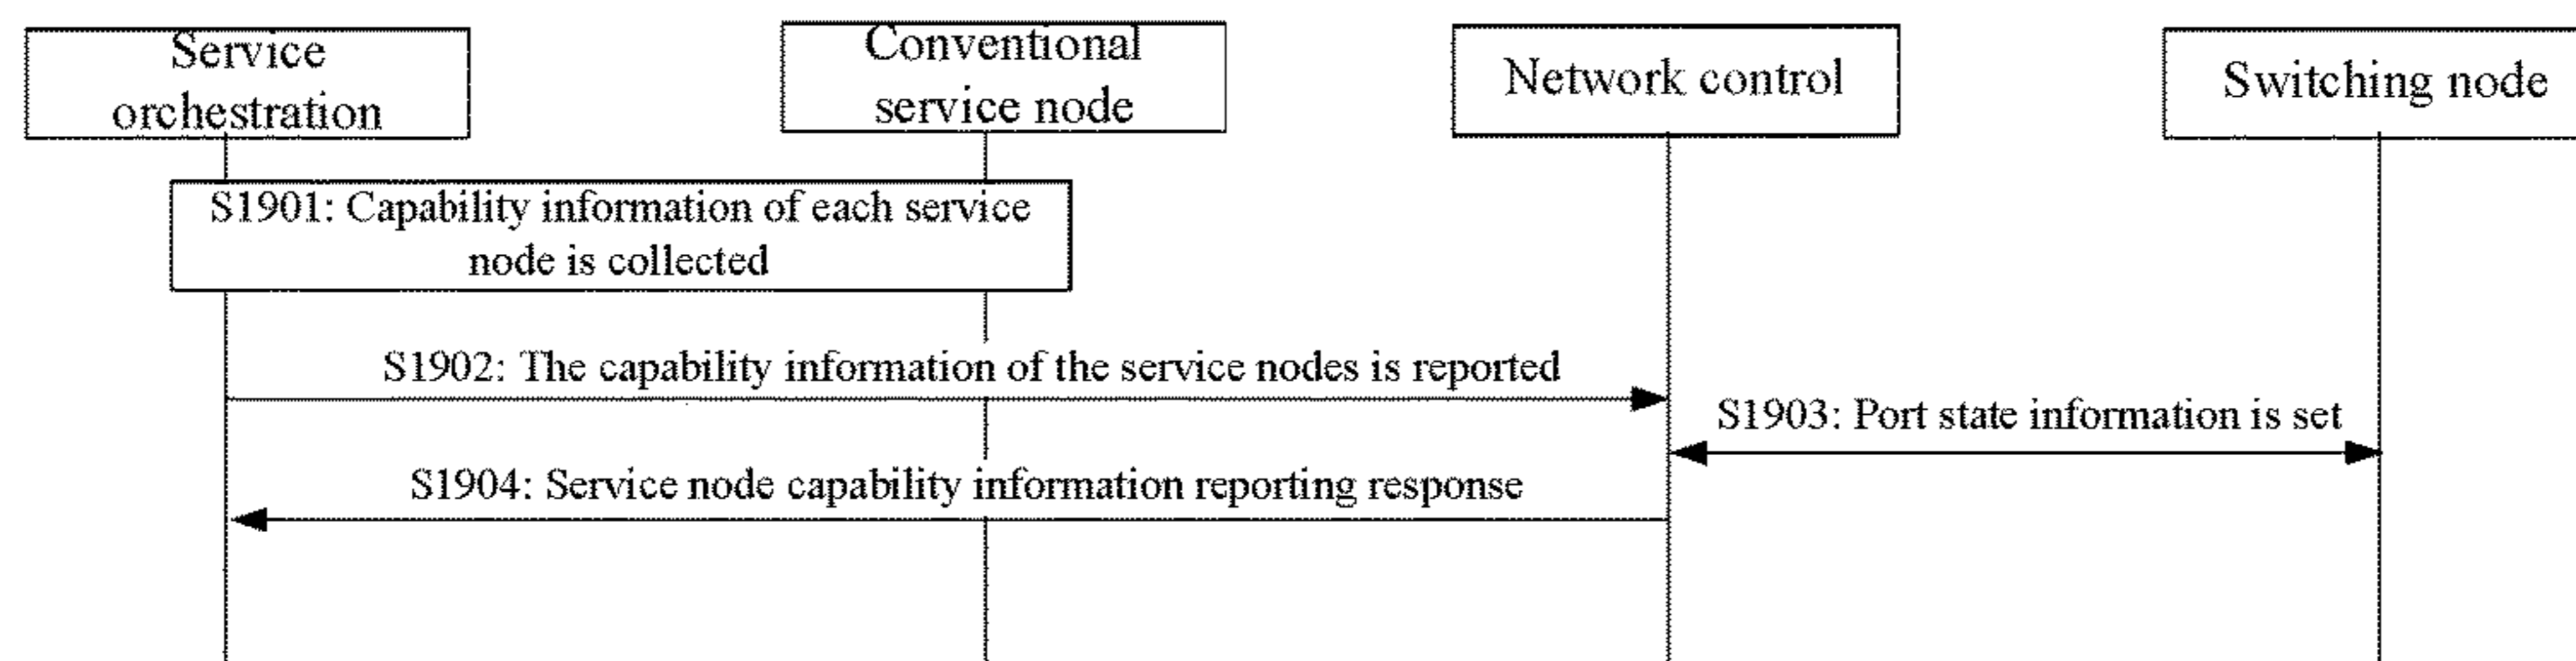 Service
orchestration
Conventional
service node
Network control
Switching node
S1901: Capability information of each service
node is collected
S1902: The capability information of the service nodes is reported
S1903: Port state information is set
S1904: Service node capability information reporting response